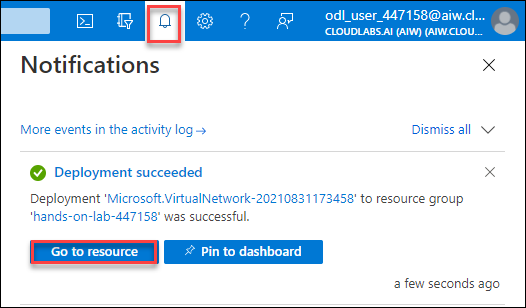 odl_user_447158@aiw.cl...
CLOUDLABS.AI (AIW) (AIW.CLOU...
Notifications
More events in the activity log →
Dismiss all
Deployment succeeded
Deployment 'Microsoft.VirtualNetwork-20210831173458' to resource group
'hands-on-lab-447158' was successful.
Go to resource
Pin to dashboard
a few seconds ago